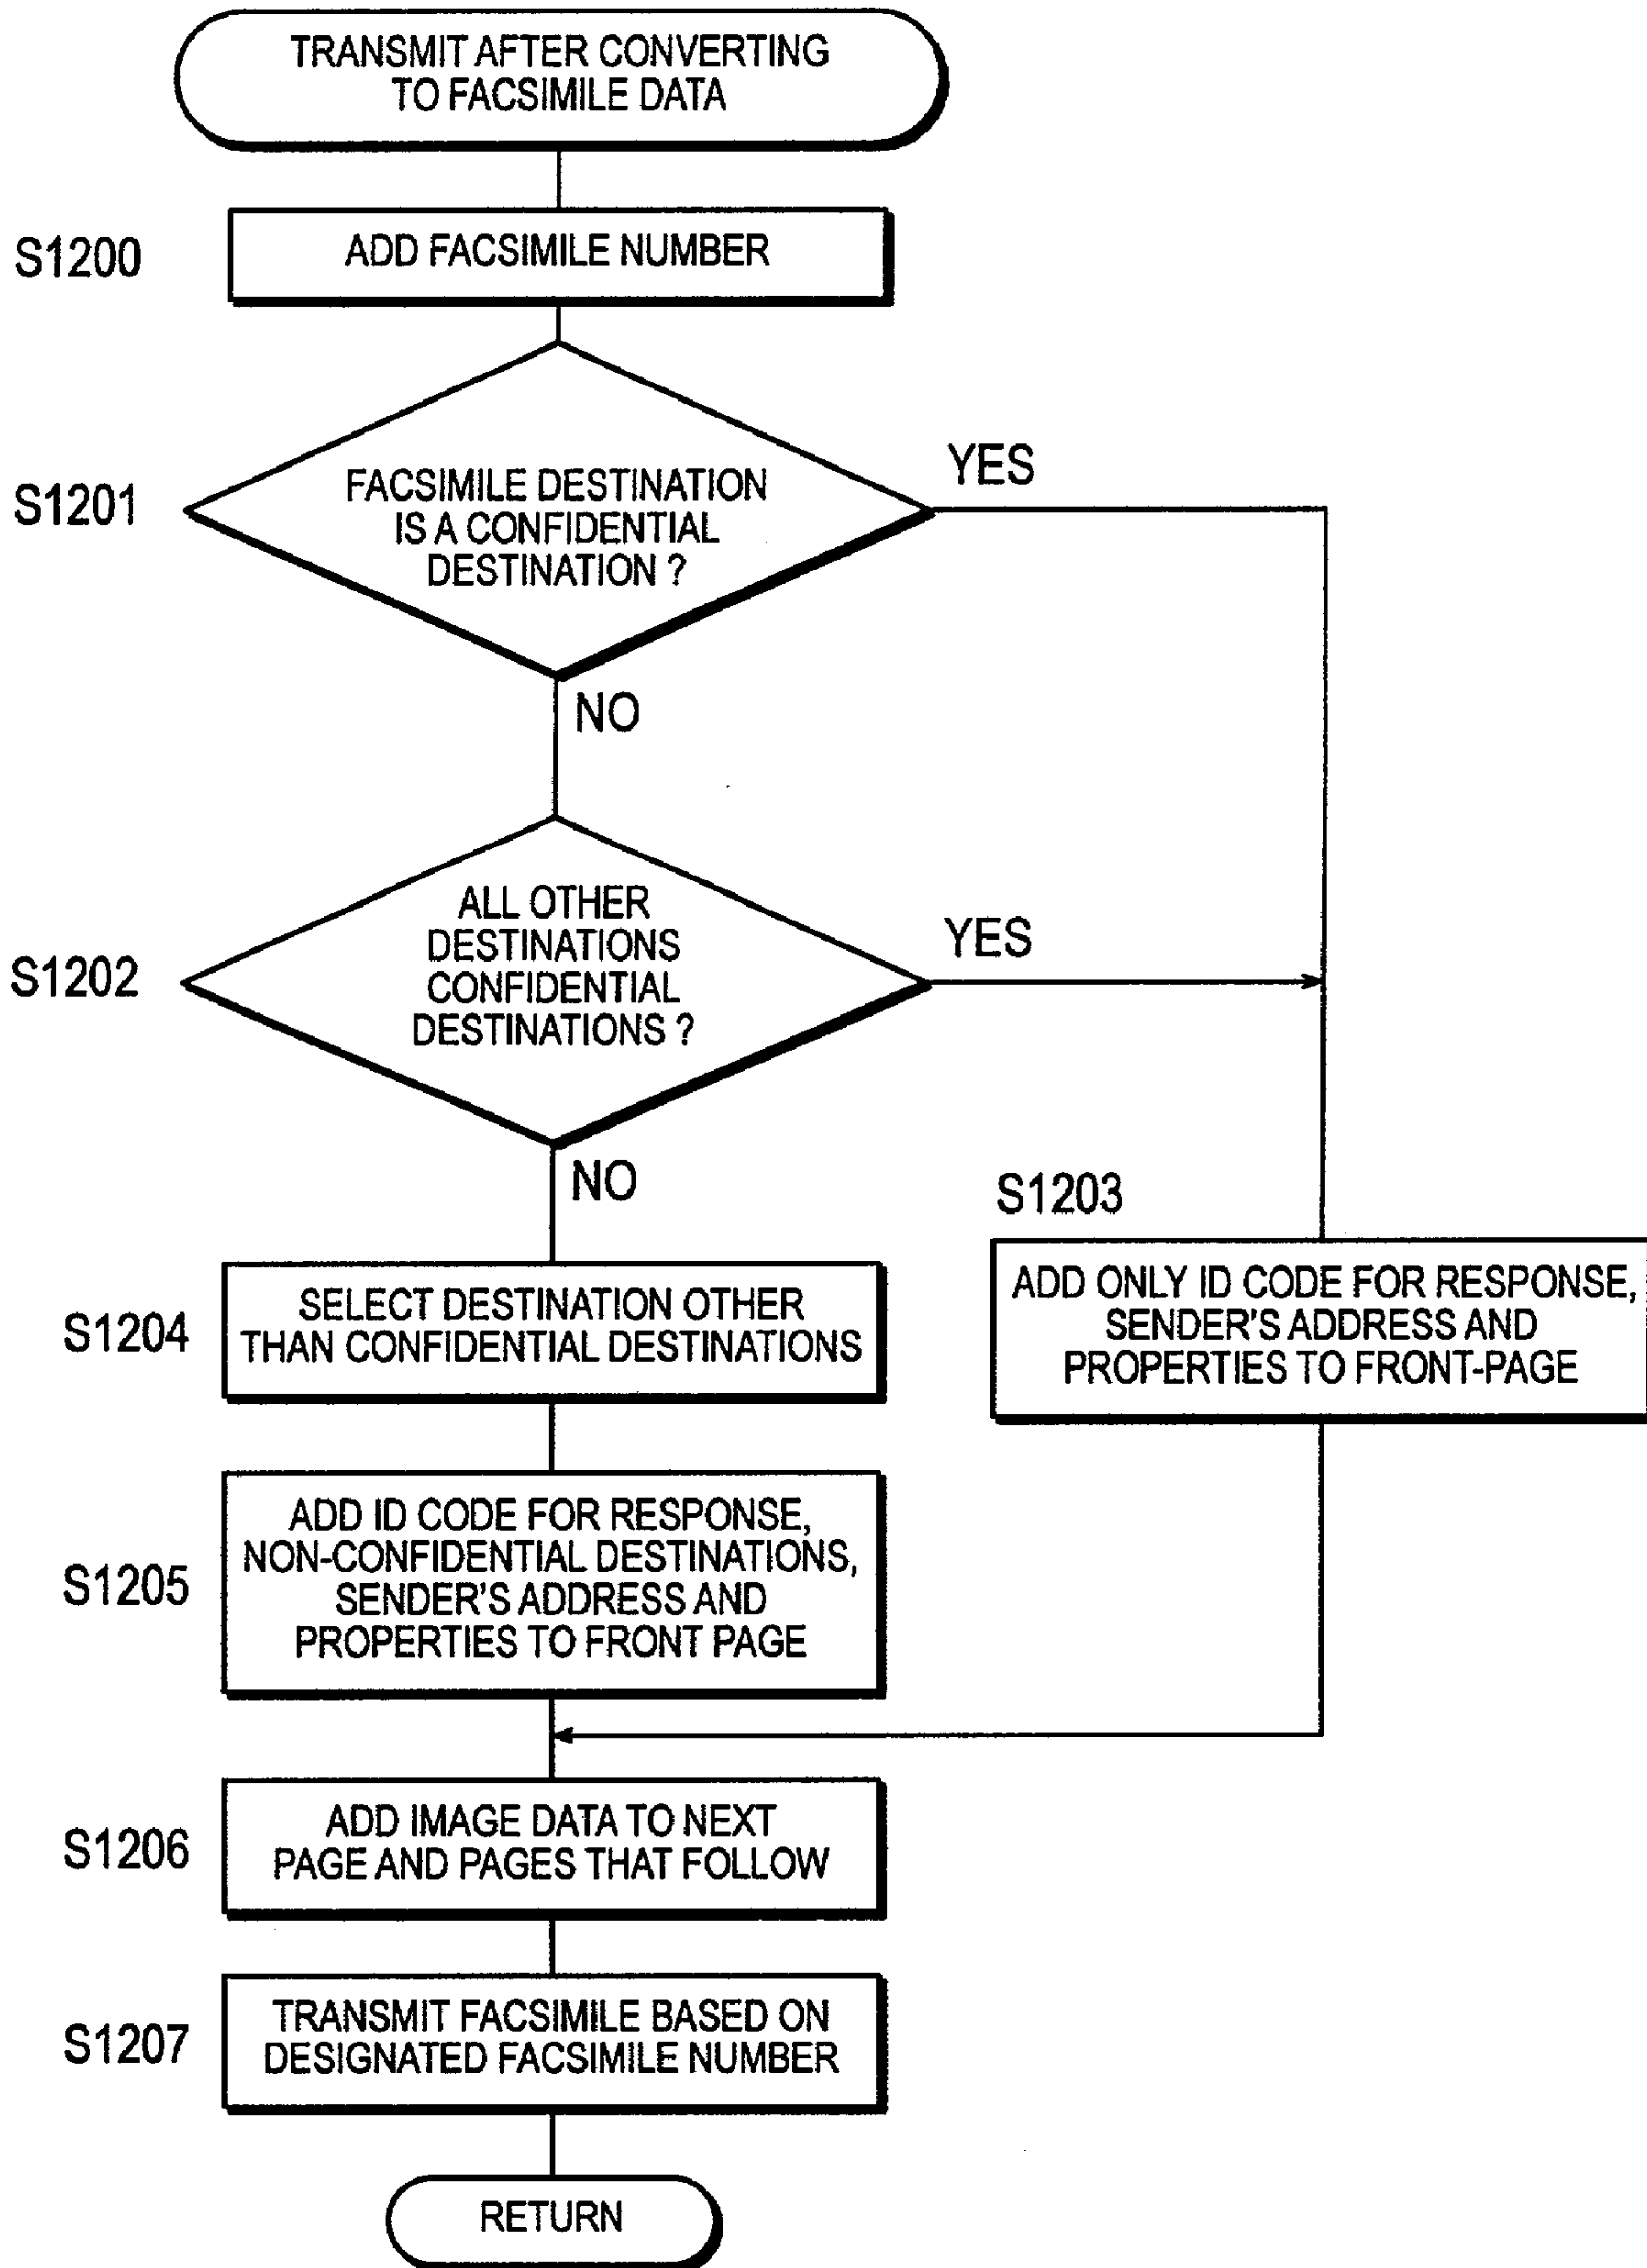 TRANSMIT AFTER CONVERTING
TO FACSIMILE DATA
S1200
ADD FACSIMILE NUMBER
S1201
FACSIMILE DESTINATION
IS A CONFIDENTIAL
DESTINATION ?
YES
NO
S1202
ALL OTHER
DESTINATIONS
CONFIDENTIAL
DESTINATIONS ?
YES
NO
S1203
ADD ONLY ID CODE FOR RESPONSE,
SENDER'S ADDRESS AND
PROPERTIES TO FRONT-PAGE
S1204
SELECT DESTINATION OTHER
THAN CONFIDENTIAL DESTINATIONS
S1205
ADD ID CODE FOR RESPONSE,
NON-CONFIDENTIAL DESTINATIONS,
SENDER'S ADDRESS AND
PROPERTIES TO FRONT PAGE
S1206
ADD IMAGE DATA TO NEXT
PAGE AND PAGES THAT FOLLOW
S1207
TRANSMIT FACSIMILE BASED ON
DESIGNATED FACSIMILE NUMBER
RETURN